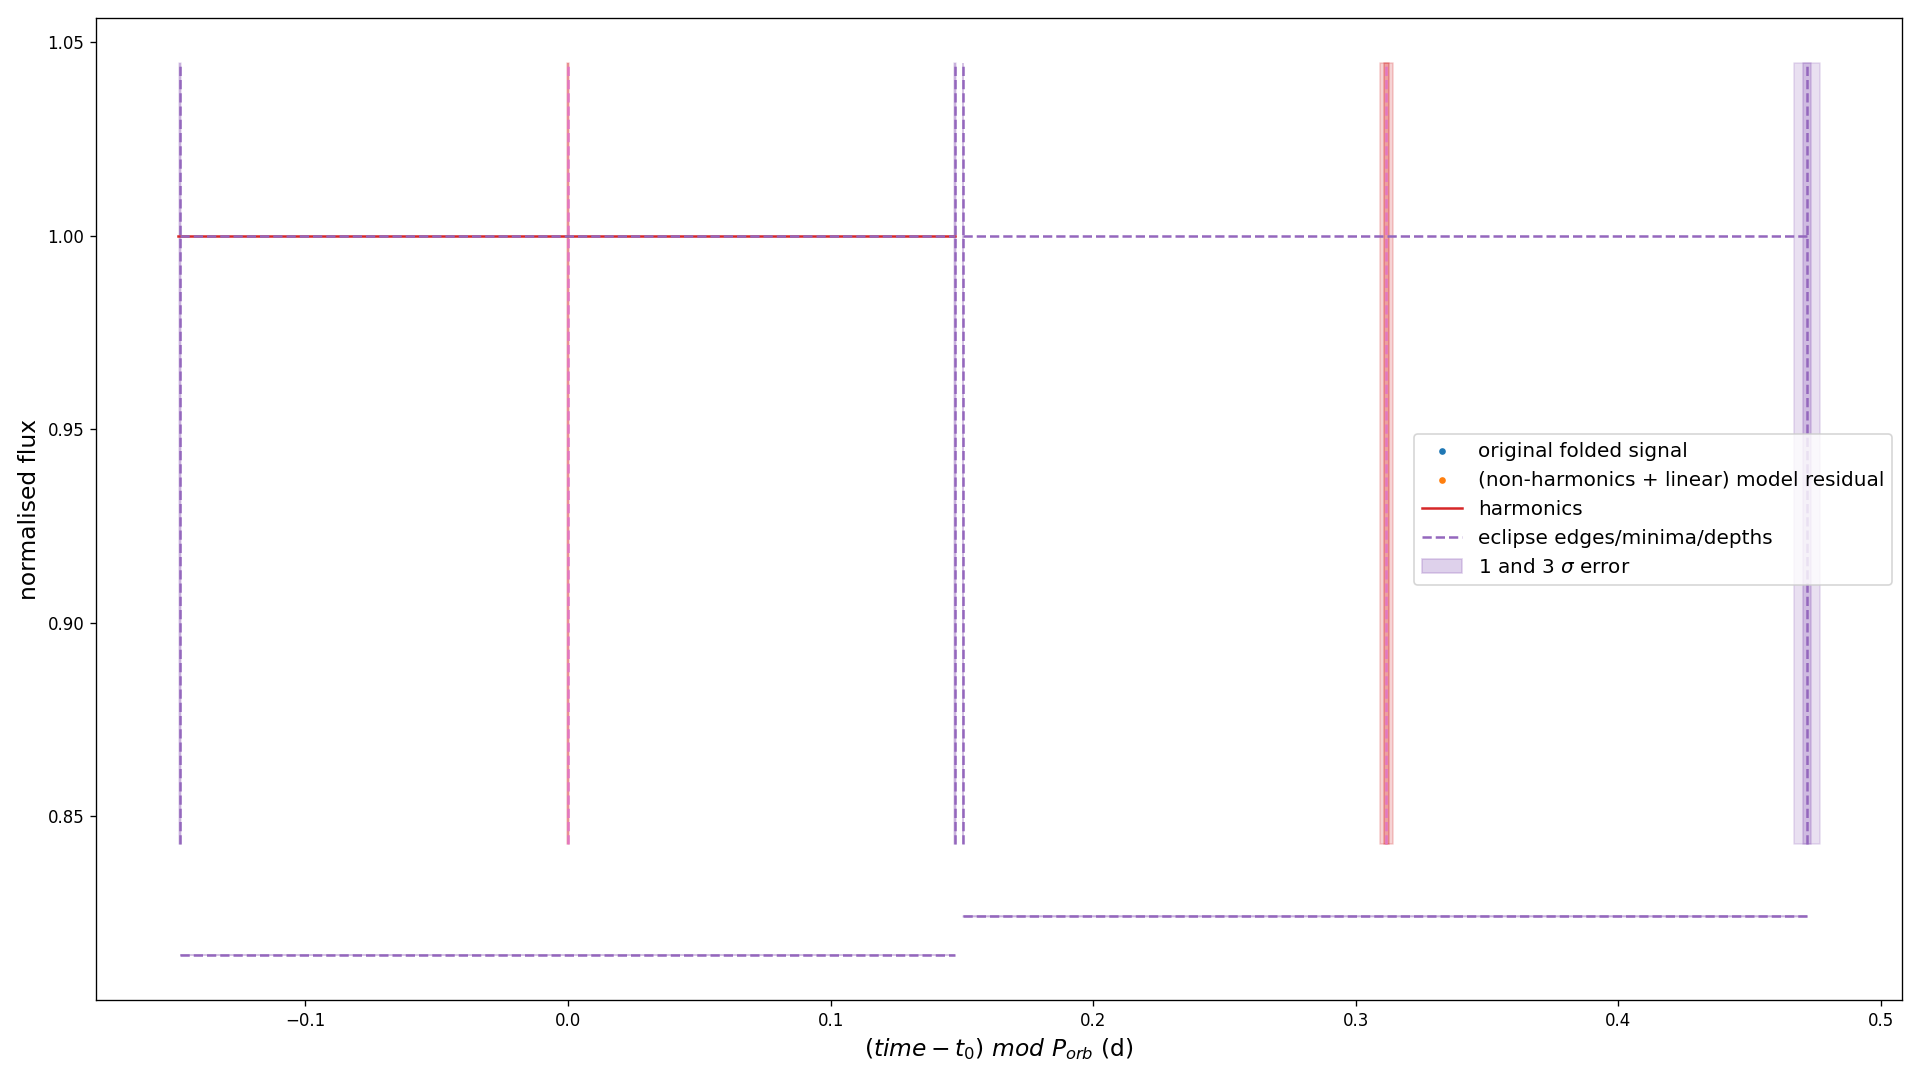 1.05
1.00
0.95
0.90
0.85
normalised flux
original folded signal
(non-harmonics + linear) model residual
harmonics
eclipse edges/minima/depths
1 and 3 σ error
−0.1
0.0
0.1
0.2
0.3
0.4
0.5
(time − t₀) mod Pₒᵣb (d)